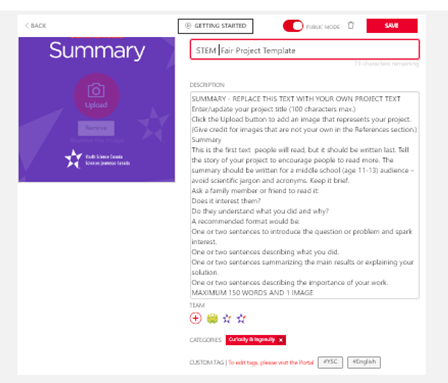 < BACK
GETTING STARTED
PUBLIC MODE
SAVE
Summary
Upload
Remove
Youth Science Canada
Sciences Jeunesse Canada
STEM Fair Project Template
characters remaining
DESCRIPTION
SUMMARY - REPLACE THIS TEXT WITH YOUR OWN PROJECT TEXT
Enter/update your project title (100 characters max.)
Click the Upload button to add an image that represents your project.
(Give credit for images that are not your own in the References section.)
Summary
This is the first text people will read, but it should be written last. Tell
the story of your project to encourage people to read more. The
summary should be written for a middle school (age 11-13) audience -
avoid scientific jargon and acronyms. Keep it brief.
Ask a family member or friend to read it:
Does it interest them?
Do they understand what you did and why?
A recommended format would be:
One or two sentences to introduce the question or problem and spark
interest.
One or two sentences describing what you did.
One or two sentences summarizing the main results or explaining your
solution.
One or two sentences describing the importance of your work.
MAXIMUM 150 WORDS AND 1 IMAGE
TEAM
CATEGORIES
Curiosity & Ingenuity x
CUSTOM TAG | To edit tags, please visit the Portal
#YSC
#English